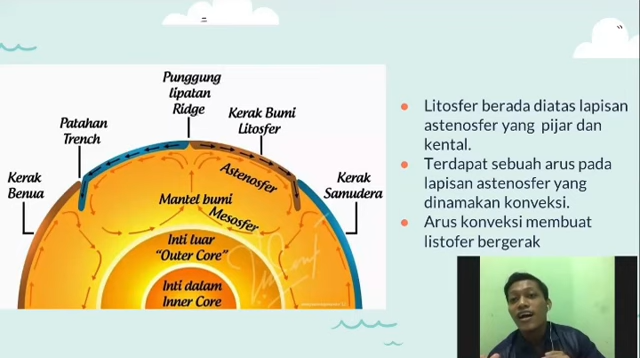 Punggung
lipatan
Ridge
Kerak Bumi
Litosfer
Patahan
Trench
Kerak
Benua
Astenosfer
Kerak
Samudera
Mantel bumi
Mesosfer
Inti luar
“Outer Core”
Inti dalam
Inner Core
• Litosfer berada diatas lapisan
astenosfer yang pijar dan
kental.
• Terdapat sebuah arus pada
lapisan astenosfer yang
dinamakan konveksi.
• Arus konveksi membuat
listofer bergerak